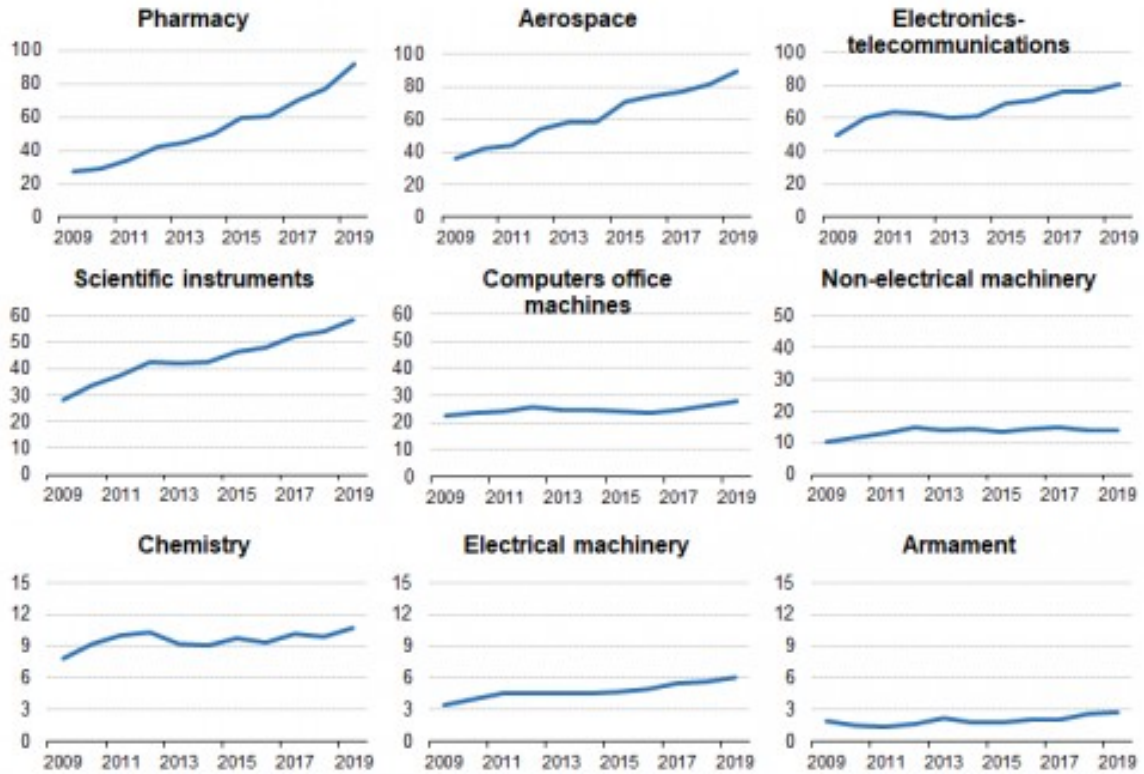 Pharmacy
100
80
60
40
20
0
2009 2011 2013 2015 2017 2019
Aerospace
100
80
60
40
20
0
2009 2011 2013 2015 2017 2019
Electronics-
telecommunications
100
80
60
40
20
0
2009 2011 2013 2015 2017 2019
Scientific instruments
60
50
40
30
20
10
0
2009 2011 2013 2015 2017 2019
Computers office
machines
60
50
40
30
20
10
0
2009 2011 2013 2015 2017 2019
Non-electrical machinery
50
40
30
20
10
0
2009 2011 2013 2015 2017 2019
Chemistry
15
12
9
6
3
0
2009 2011 2013 2015 2017 2019
Electrical machinery
15
12
9
6
3
0
2009 2011 2013 2015 2017 2019
Armament
15
12
9
6
3
0
2009 2011 2013 2015 2017 2019